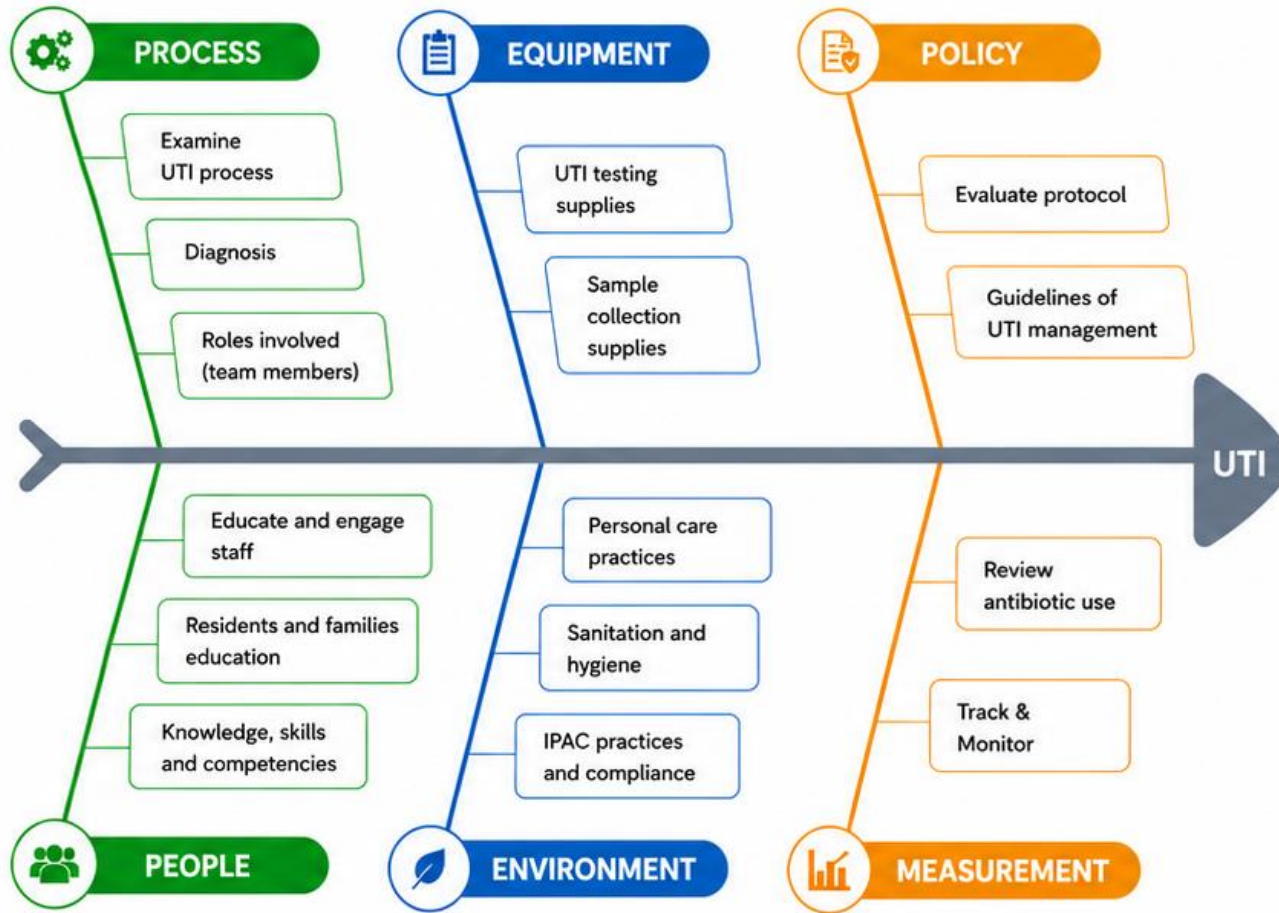 PROCESS
Examine
UTI process
Diagnosis
Roles involved
(team members)
EQUIPMENT
UTI testing
supplies
Sample
collection
supplies
POLICY
Evaluate protocol
Guidelines of
UTI management
UTI
Educate and engage
staff
Residents and families
education
Knowledge, skills
and competencies
PEOPLE
Personal care
practices
Sanitation and
hygiene
IPAC practices
and compliance
ENVIRONMENT
Review
antibiotic use
Track &
Monitor
MEASUREMENT